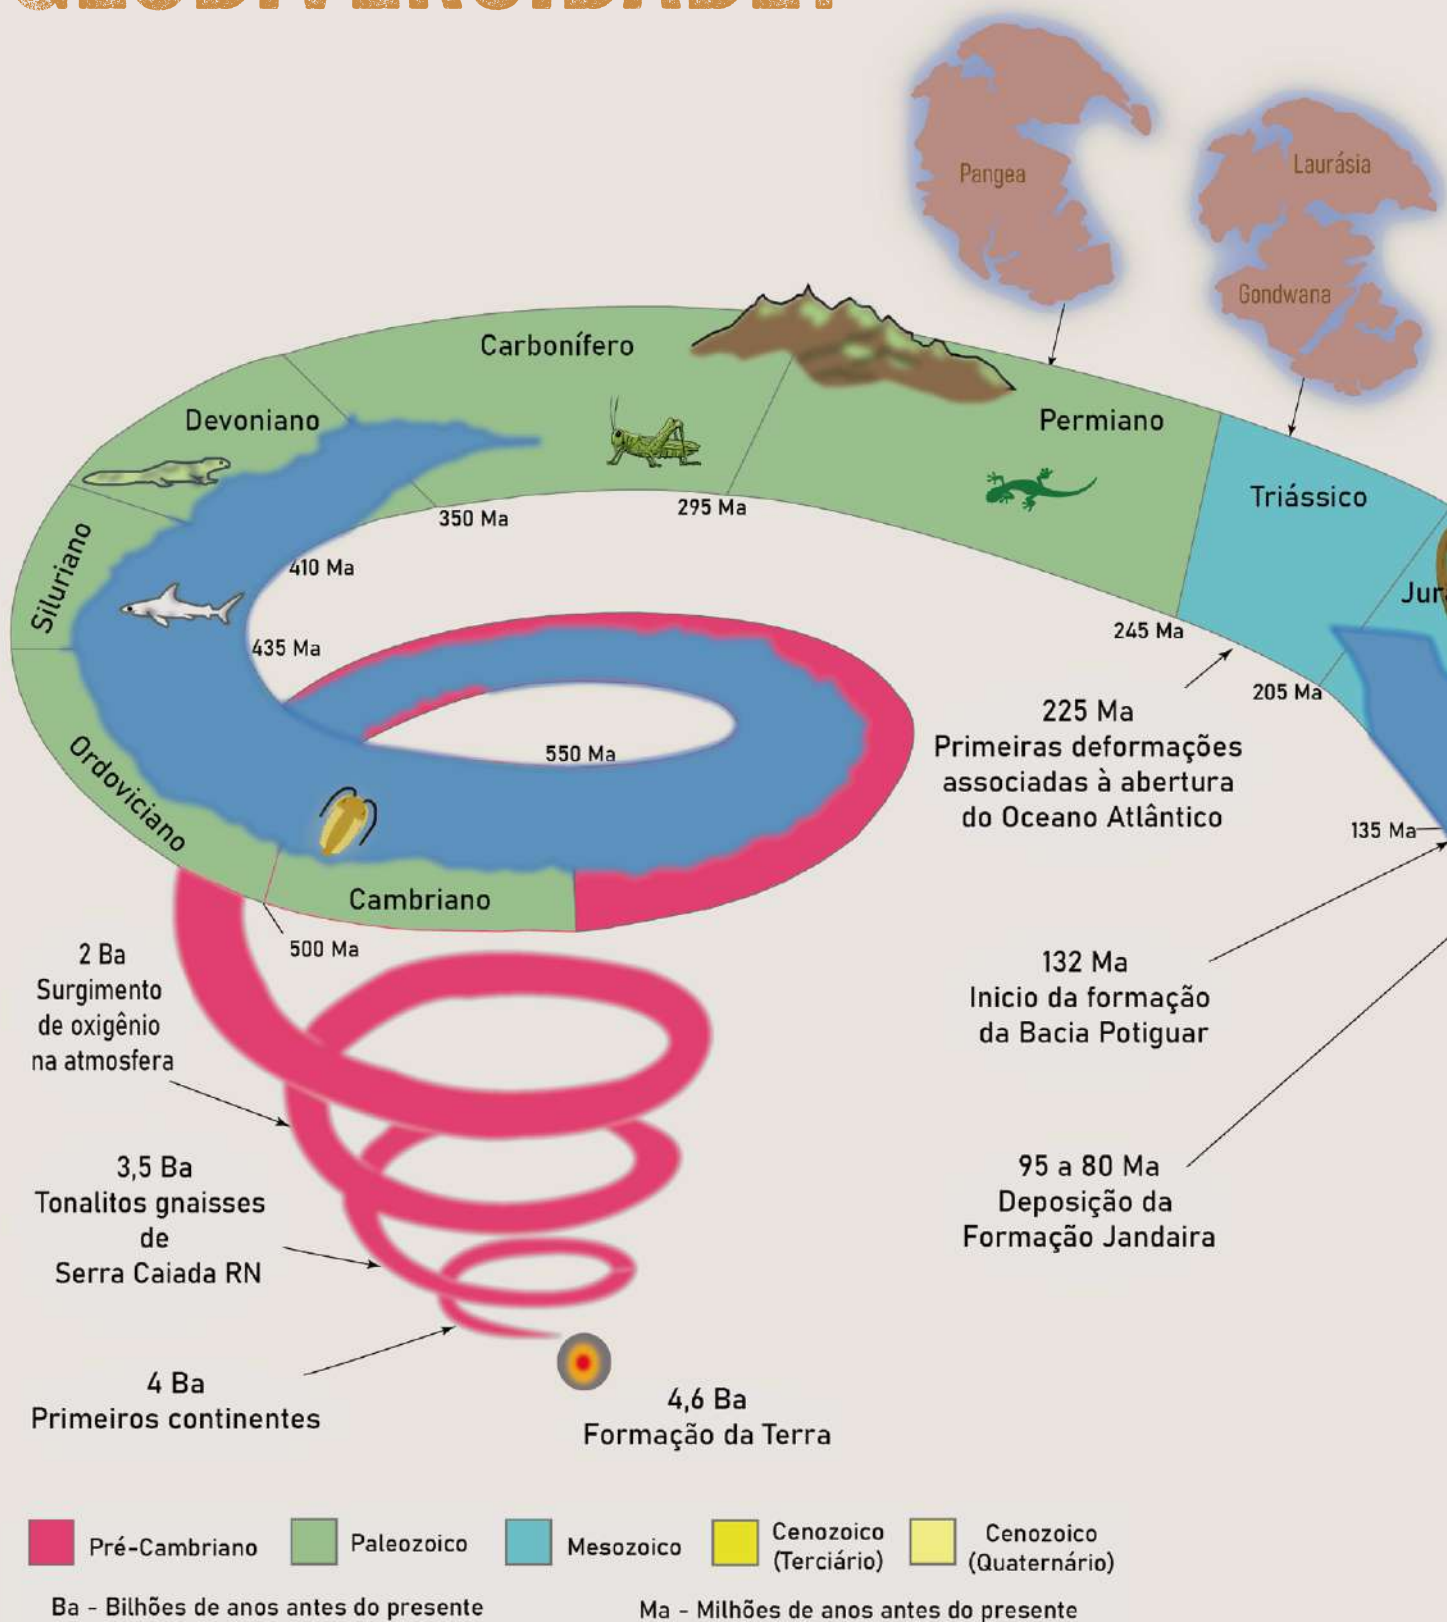 Pangea
Laurásia
Gondwana
Carbonífero
Devoniano
Permiano
Triássico
Siluriano
295 Ma
350 Ma
410 Ma
435 Ma
245 Ma
205 Ma
225 Ma
Primeiras deformações
associadas à abertura
do Oceano Atlântico
550 Ma
Ordoviciano
135 Ma
Cambriano
500 Ma
2 Ba
Surgimento
de oxigênio
na atmosfera
132 Ma
Inicio da formação
da Bacia Potiguar
3,5 Ba
Tonalitos gnaisses
de
Serra Caiada RN
95 a 80 Ma
Deposição da
Formação Jandaira
4 Ba
Primeiros continentes
4,6 Ba
Formação da Terra
Pré-Cambriano
Paleozoico
Mesozoico
Cenozoico
(Terciário)
Cenozoico
(Quaternário)
Ba - Bilhões de anos antes do presente
Ma - Milhões de anos antes do presente